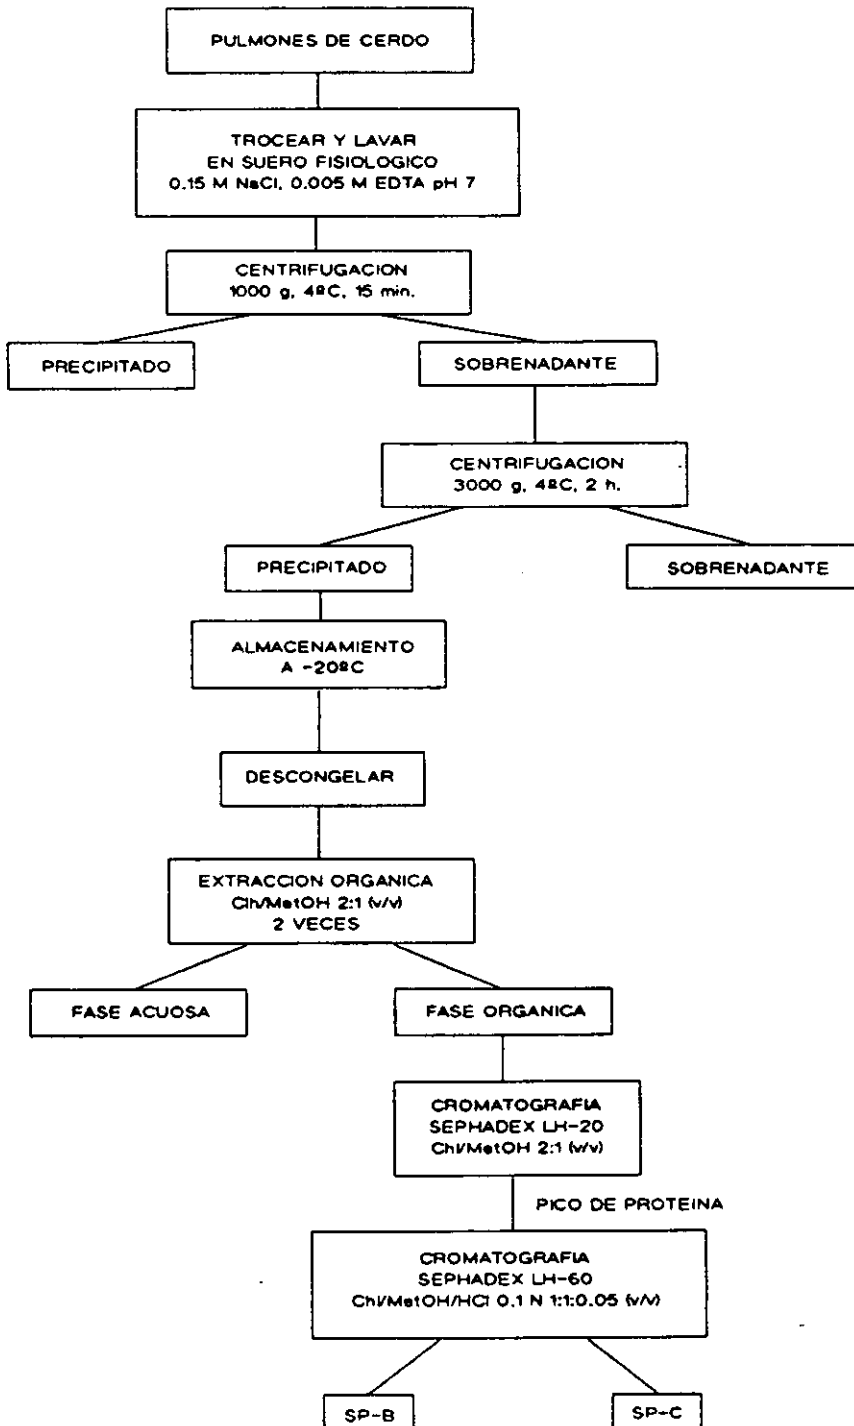 PULMONES DE CERDO
TROCEAR Y LAVAR
EN SUERO FISIOLOGICO
0.15 M NaCl, 0.005 M EDTA pH 7
CENTRIFUGACION
1000 g, 4ºC, 15 min.
PRECIPITADO
SOBRENADANTE
CENTRIFUGACION
3000 g, 4ºC, 2 h.
PRECIPITADO
SOBRENADANTE
ALMACENAMIENTO
A -20ºC
DESCONGELAR
EXTRACCION ORGANICA
Clh/MetOH 2:1 (v/v)
2 VECES
FASE ACUOSA
FASE ORGANICA
CROMATOGRAFIA
SEPHADEX LH-20
Chl/MetOH 2:1 (v/v)
PICO DE PROTEINA
CROMATOGRAFIA
SEPHADEX LH-60
Chl/MetOH/HCl 0.1 N 1:1:0.05 (v/v)
SP-B
SP-C